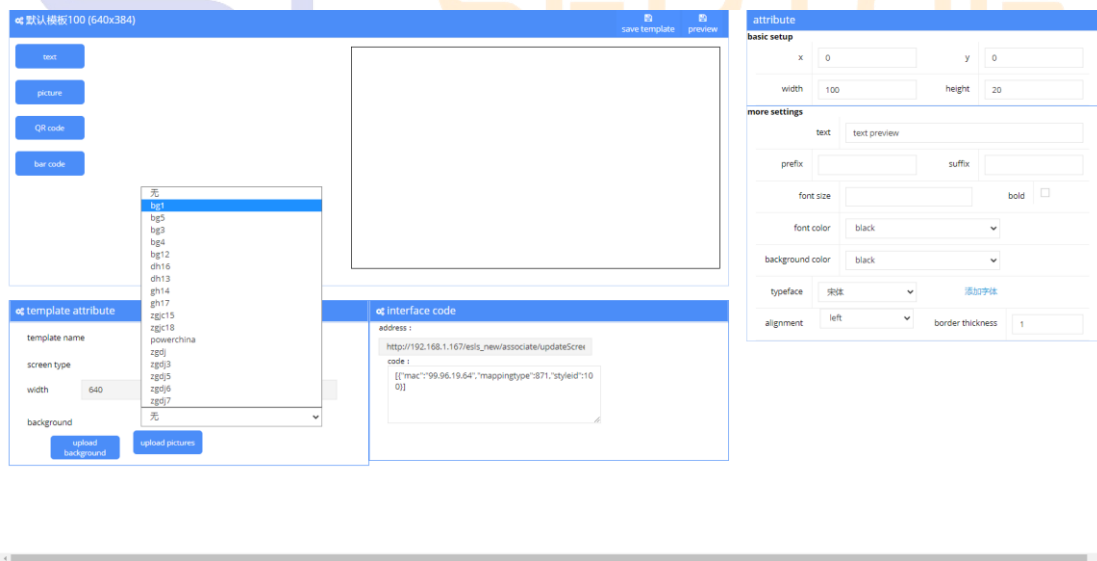 默认模板100 (640x384)
save template
preview
text
picture
QR code
bar code
无
bg1
bg5
bg3
bg4
bg12
dh16
dh13
gh14
gh17
zgjc15
zgjc18
powerchina
zgdj
zgdj3
zgdj5
zgdj6
zgdj7
template attribute
template name
screen type
width 640
background 无
upload
background
upload pictures
interface code
address :
http://192.168.1.167/esls_new/associate/updateScree
code :
[{"mac":"99.96.19.64","mappingtype":871,"styleid":10
0}]
attribute
basic setup
x 0 y 0
width 100 height 20
more settings
text text preview
prefix suffix
font size bold
font color black
background color black
typeface 宋体 添加字体
alignment left border thickness 1